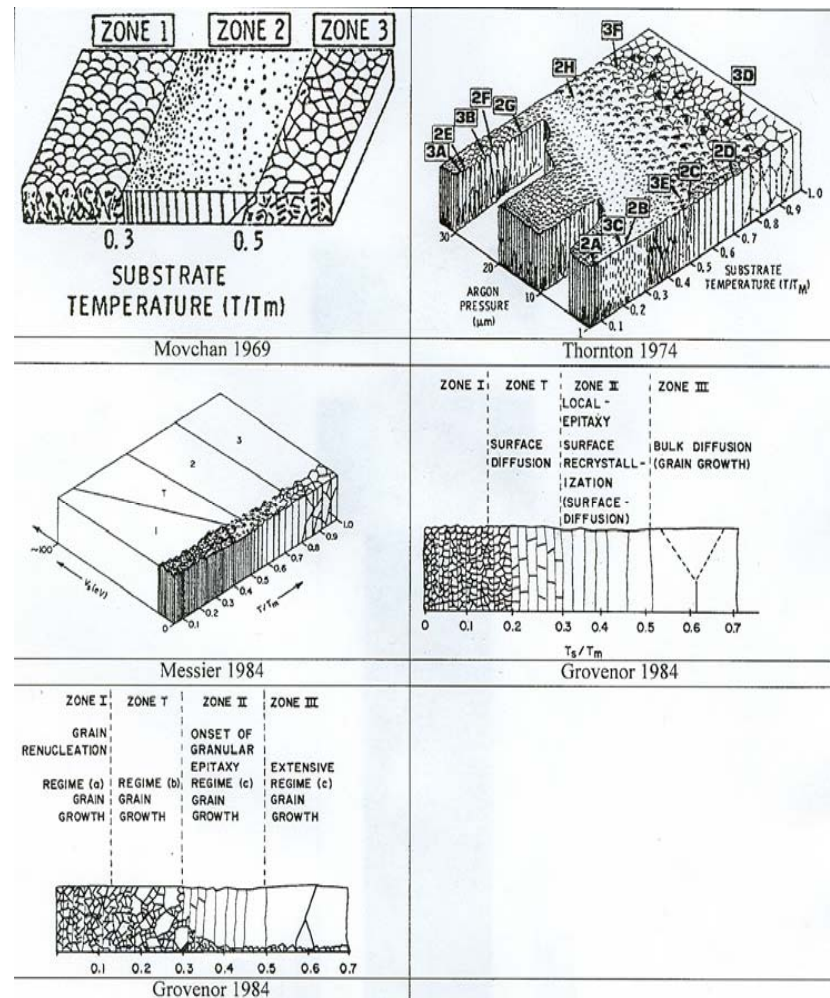 ZONE 1 ZONE 2 ZONE 3
0.3 0.5
SUBSTRATE
TEMPERATURE (T/Tm)
Movchan 1969
3F
3D
2H
2G
2F
3B
2E
3A
2D
2C
3E
2B
3C
2A
30
20
10
1
ARGON
PRESSURE
(μm)
0.1 0.2 0.3 0.4 0.5 0.6 0.7 0.8 0.9 1.0
SUBSTRATE
TEMPERATURE (T/TM)
Thornton 1974
3
2
T
1
~100
Vs (eV)
0
0.1 0.2 0.3 0.4 0.5 0.6 0.7 0.8 0.9 1.0
T/Tm
Messier 1984
ZONE I ZONE T ZONE II ZONE III
LOCAL-
EPITAXY
SURFACE SURFACE BULK DIFFUSION
DIFFUSION RECRYSTALL- (GRAIN GROWTH)
IZATION
(SURFACE-
DIFFUSION)
0 0.1 0.2 0.3 0.4 0.5 0.6 0.7
Ts/Tm
Grovenor 1984
ZONE I ZONE T ZONE II ZONE III
GRAIN ONSET OF
RENUCLEATION GRANULAR
EPITAXY EXTENSIVE
REGIME (a) REGIME (b) REGIME (c) REGIME (c)
GRAIN GRAIN GRAIN GRAIN
GROWTH GROWTH GROWTH GROWTH
0.1 0.2 0.3 0.4 0.5 0.6 0.7
Grovenor 1984